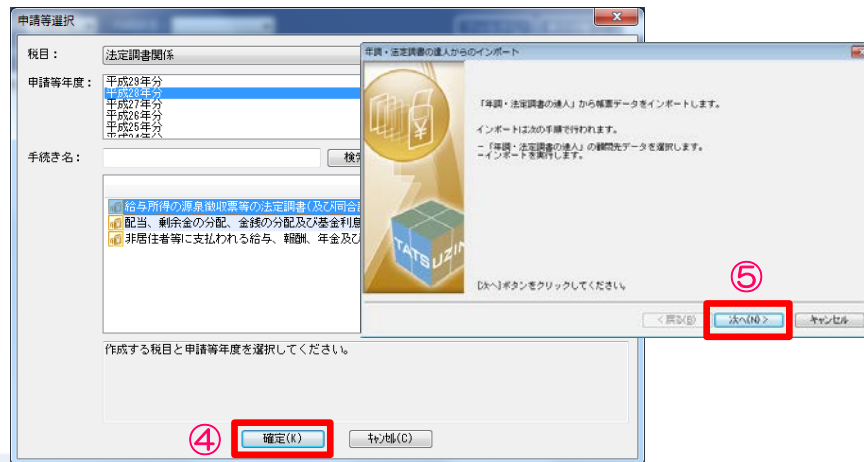 申請等選択
税目：
法定調書関係
申請等年度：
平成29年分
平成28年分
平成27年分
平成26年分
平成25年分
手続き名：
給与所得の源泉徴収票等の法定調書(及び同合
配当、剰余金の分配、金銭の分配及び基金利息
非居住者等に支払われる給与、報酬、年金及び
作成する税目と申請等年度を選択してください。
④
確定(K)
ｷｬﾝｾﾙ(C)
年調・法定調書の達人からのインポート
「年調・法定調書の達人」から帳票データをインポートします。
インポートは次の手順で行われます。
－「年調・法定調書の達人」の顧問先データを選択します。
－インポートを実行します。
TATSUZIN
[次へ]ボタンをクリックしてください。
⑤
< 戻る(B)
次へ(N) >
キャンセル